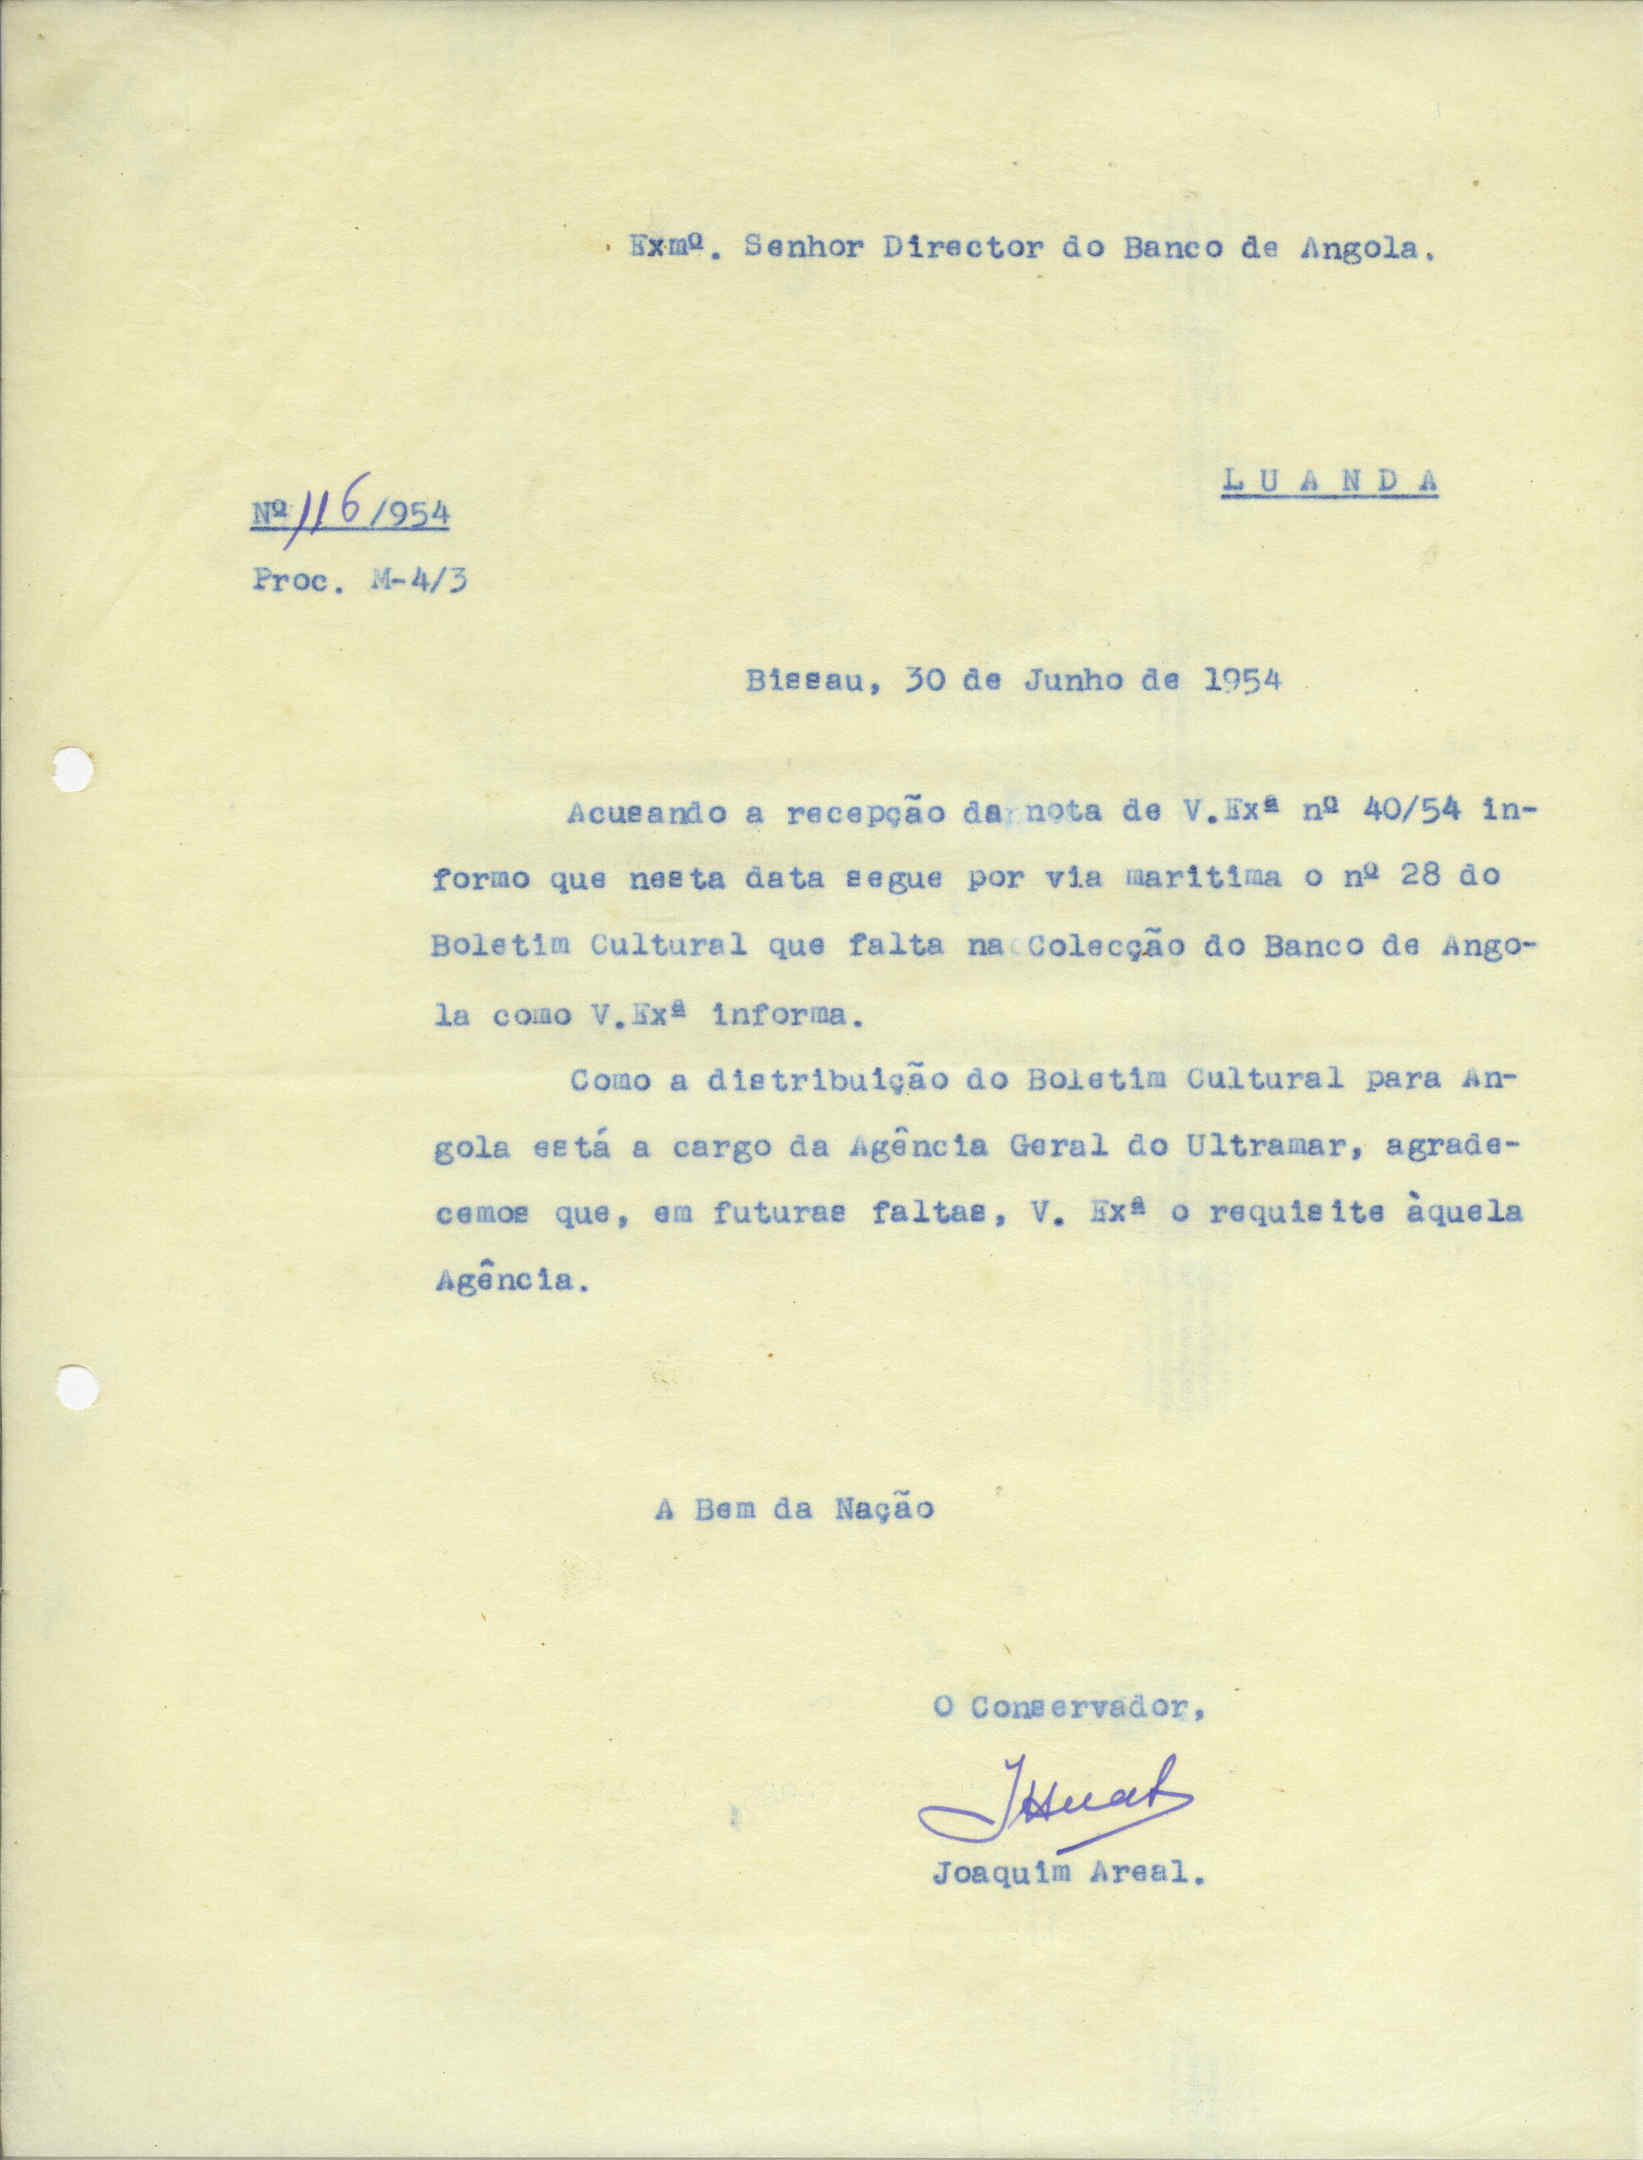 Exmº. Senhor Director do Banco de Angola.
L U A N D A
Nº 116/954
Proc. M-4/3
Bissau, 30 de Junho de 1954
Acusando a recepção da nota de V.Exª nº 40/54 in-
formo que nesta data segue por via maritima o nº 28 do
Boletim Cultural que falta na Colecção do Banco de Ango-
la como V.Exª informa.
Como a distribuição do Boletim Cultural para An-
gola está a cargo da Agência Geral do Ultramar, agrade-
cemos que, em futuras faltas, V. Exª o requisite àquela
Agência.
A Bem da Nação
O Conservador,
Joaquim Areal.